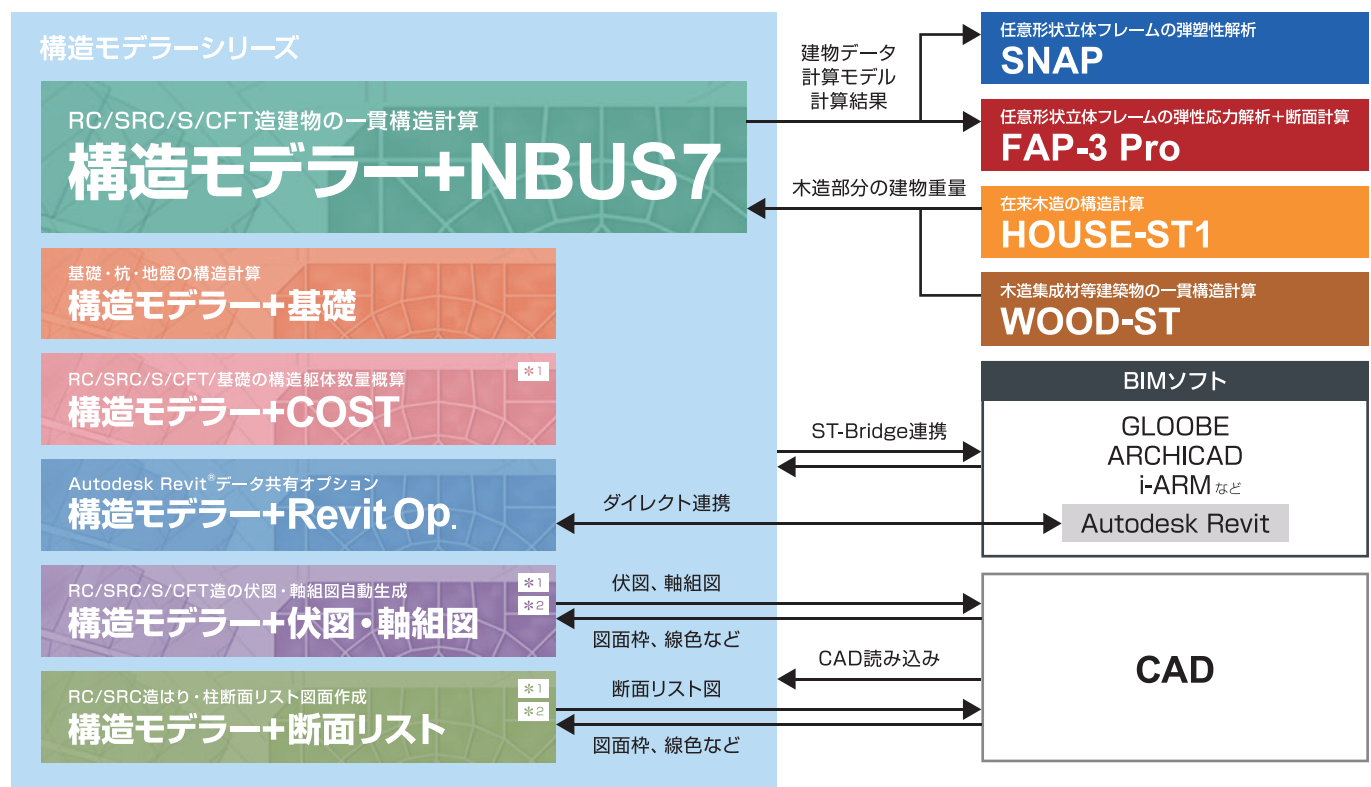 構造モデラーシリーズ
RC/SRC/S/CFT造建物の一貫構造計算
構造モデラー+NBUS7
基礎・杭・地盤の構造計算
構造モデラー+基礎
RC/SRC/S/CFT/基礎の構造躯体数量概算
＊1
構造モデラー+COST
Autodesk Revit®データ共有オプション
構造モデラー+Revit Op.
RC/SRC/S/CFT造の伏図・軸組図自動生成
＊1
＊2
構造モデラー+伏図・軸組図
RC/SRC造はり・柱断面リスト図面作成
＊1
＊2
構造モデラー+断面リスト
建物データ
計算モデル
計算結果
木造部分の建物重量
ST-Bridge連携
ダイレクト連携
伏図、軸組図
図面枠、線色など
CAD読み込み
断面リスト図
図面枠、線色など
任意形状立体フレームの弾塑性解析
SNAP
任意形状立体フレームの弾性応力解析＋断面計算
FAP-3 Pro
在来木造の構造計算
HOUSE-ST1
木造集成材等建築物の一貫構造計算
WOOD-ST
BIMソフト
GLOOBE
ARCHICAD
i-ARMなど
Autodesk Revit
CAD